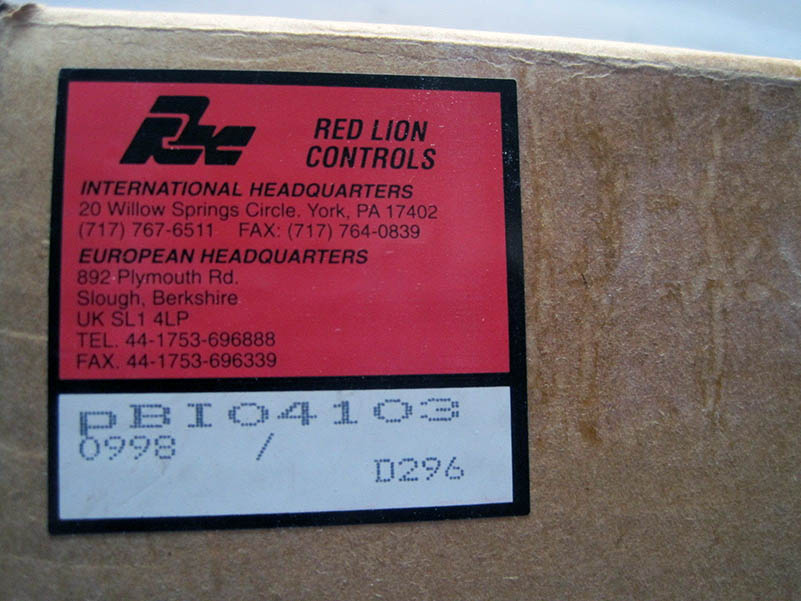 RLC
RED LION
CONTROLS
INTERNATIONAL HEADQUARTERS
20 Willow Springs Circle. York, PA 17402
(717) 767-6511 FAX: (717) 764-0839
EUROPEAN HEADQUARTERS
892 Plymouth Rd.
Slough, Berkshire
UK SL1 4LP
TEL. 44-1753-696888
FAX. 44-1753-696339
pBI04103
0998 /
D296